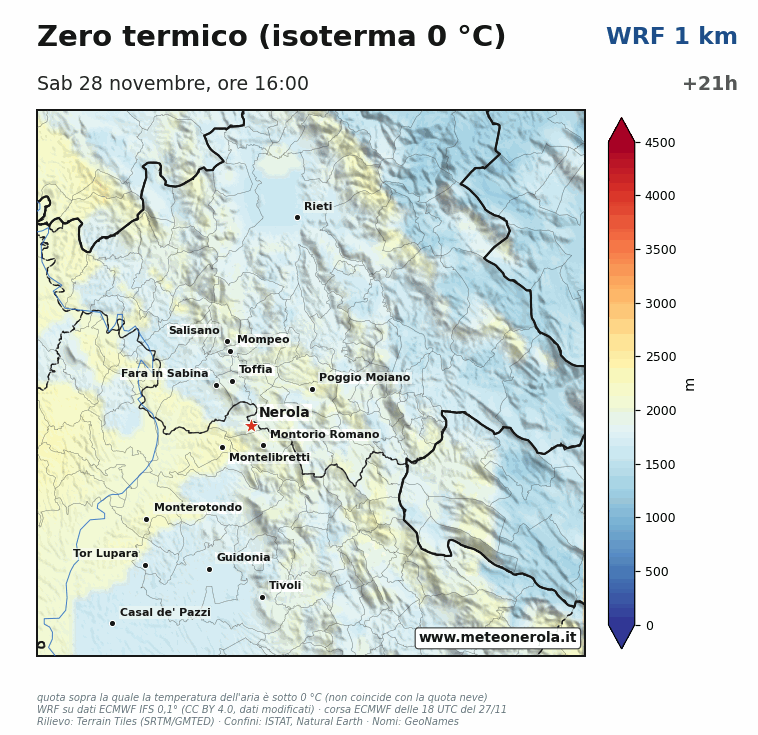 Zero termico (isoterma 0 °C)
WRF 1 km
Sab 28 novembre, ore 16:00
+21h
4500
4000
3500
3000
2500
2000
1500
1000
500
0
m
Rieti
Salisano
Mompeo
Toffia
Fara in Sabina
Poggio Moiano
Nerola
Montorio Romano
Montelibretti
Monterotondo
Tor Lupara
Guidonia
Tivoli
Casal de' Pazzi
www.meteonerola.it
quota sopra la quale la temperatura dell'aria è sotto 0 °C (non coincide con la quota neve)
WRF su dati ECMWF IFS 0,1° (CC BY 4.0, dati modificati) · corsa ECMWF delle 18 UTC del 27/11
Rilievo: Terrain Tiles (SRTM/GMTED) · Confini: ISTAT, Natural Earth · Nomi: GeoNames